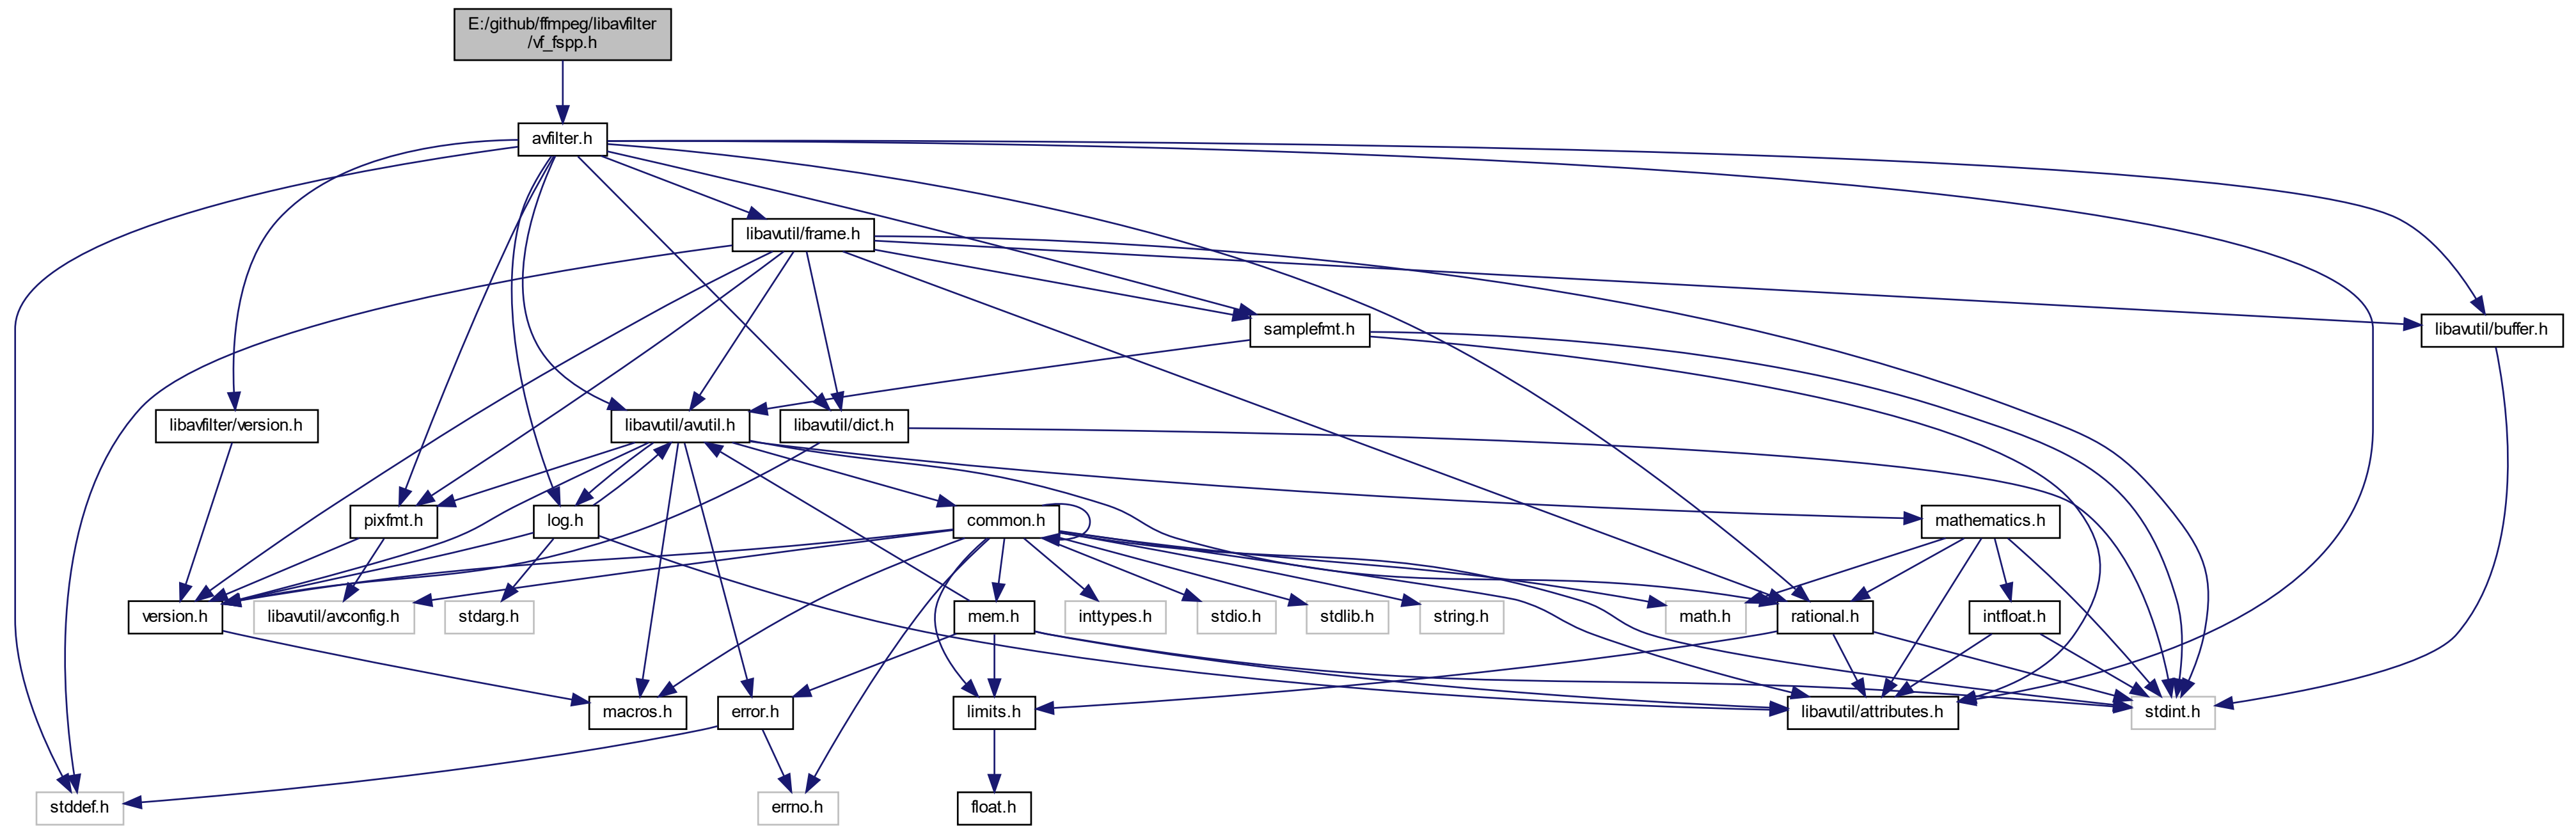 E:/github/ffmpeg/libavfilter
/vf_fspp.h
avfilter.h
libavutil/frame.h
samplefmt.h
libavutil/buffer.h
libavfilter/version.h
libavutil/avutil.h
libavutil/dict.h
pixfmt.h
log.h
common.h
mathematics.h
version.h
libavutil/avconfig.h
stdarg.h
mem.h
inttypes.h
stdio.h
stdlib.h
string.h
math.h
rational.h
intfloat.h
macros.h
error.h
limits.h
libavutil/attributes.h
stdint.h
stddef.h
errno.h
float.h